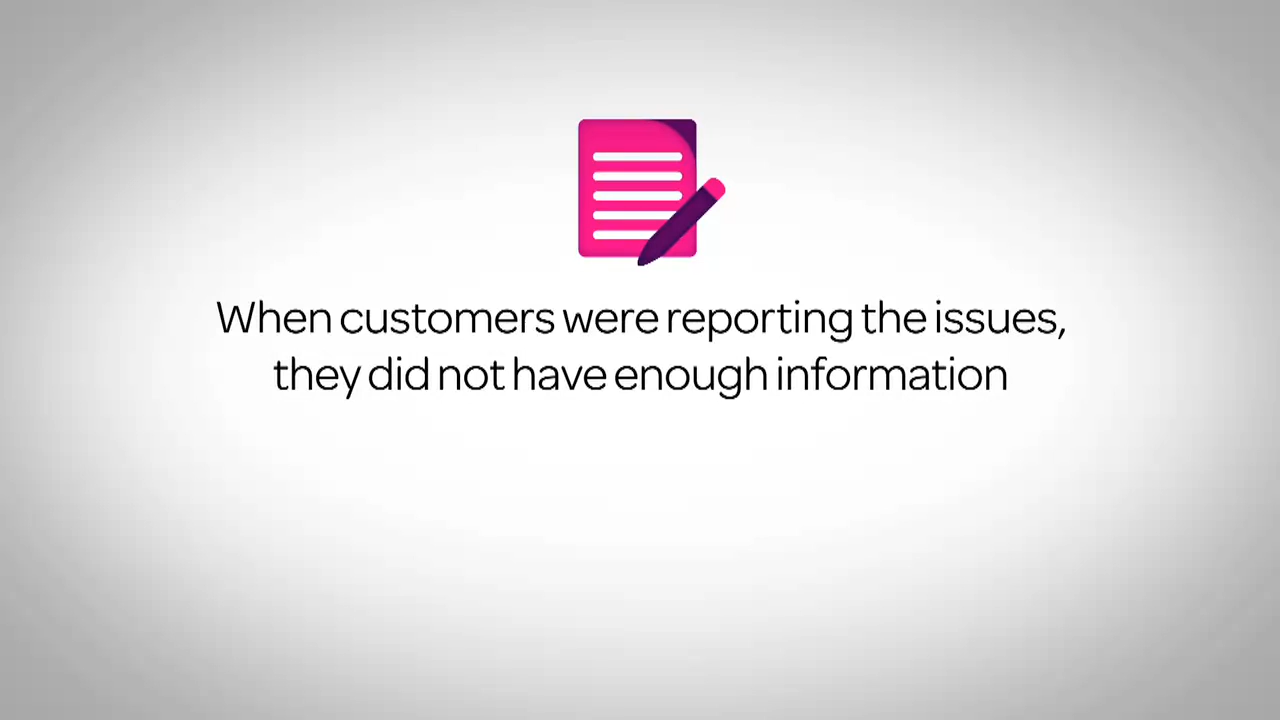 When customers were reporting the issues,
they did not have enough information